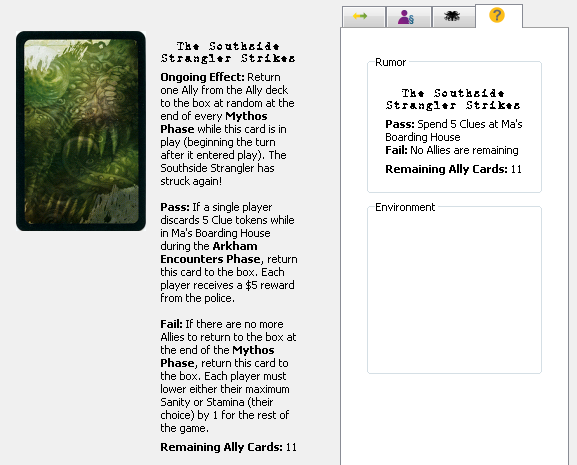 The Southside
Strangler Strikes
Ongoing Effect: Return
one Ally from the Ally deck
to the box at random at the
end of every Mythos
Phase while this card is in
play (beginning the turn
after it entered play). The
Southside Strangler has
struck again!
Pass: If a single player
discards 5 Clue tokens while
in Ma's Boarding House
during the Arkham
Encounters Phase, return
this card to the box. Each
player receives a $5 reward
from the police.
Fail: If there are no more
Allies to return to the box at
the end of the Mythos
Phase, return this card to
the box. Each player must
lower either their maximum
Sanity or Stamina (their
choice) by 1 for the rest of
the game.
Remaining Ally Cards: 11
§
?
Rumor
The Southside
Strangler Strikes
Pass: Spend 5 Clues at Ma's
Boarding House
Fail: No Allies are remaining
Remaining Ally Cards: 11
Environment